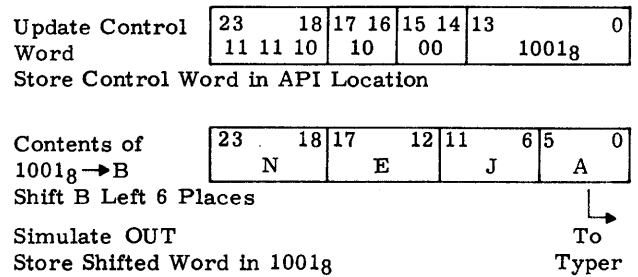 Update Control Word
23 18 17 16 15 14 13 0
11 11 10 10 00 1001₈
Store Control Word in API Location
Contents of 1001₈→B
23 18 17 12 11 6 5 0
N E J A
Shift B Left 6 Places
Simulate OUT
Store Shifted Word in 1001₈
To
Typer